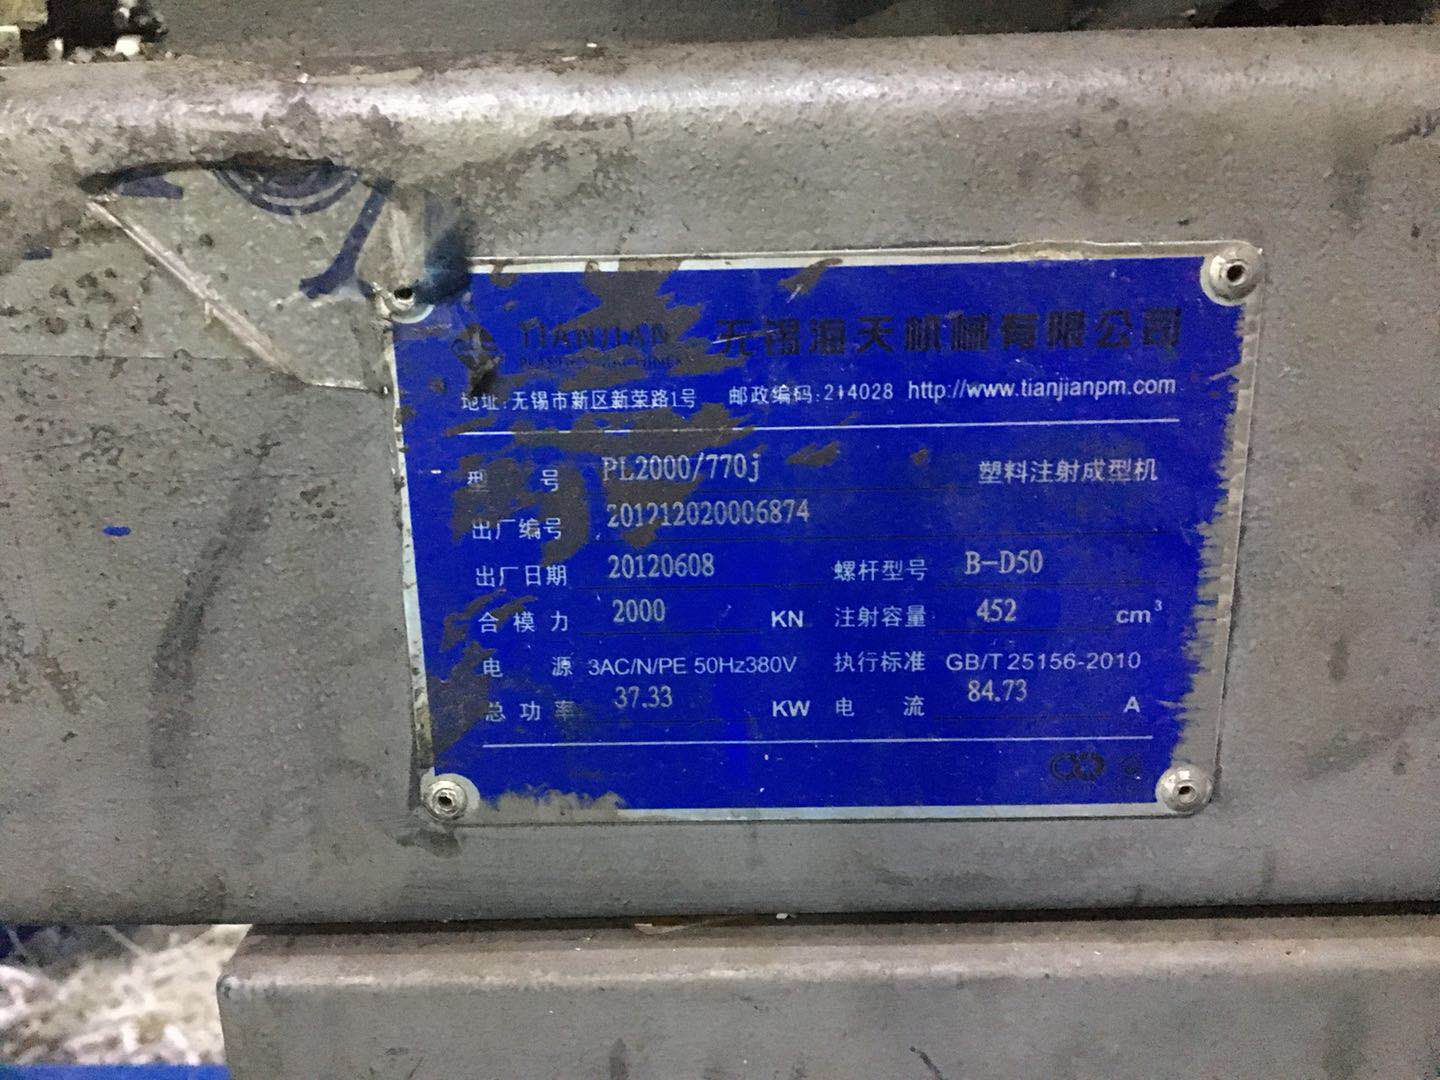 TIANJIAN 无锡海天机械有限公司
地址:无锡市新区新荣路1号 邮政编码:214028 http://www.tianjianpm.com
型号 PL2000/770j 塑料注射成型机
出厂编号 201212020006874
出厂日期 20120608 螺杆型号 B-D50
合模力 2000 KN 注射容量 452 cm³
电源 3AC/N/PE 50Hz380V 执行标准 GB/T 25156-2010
总功率 37.33 KW 电流 84.73 A